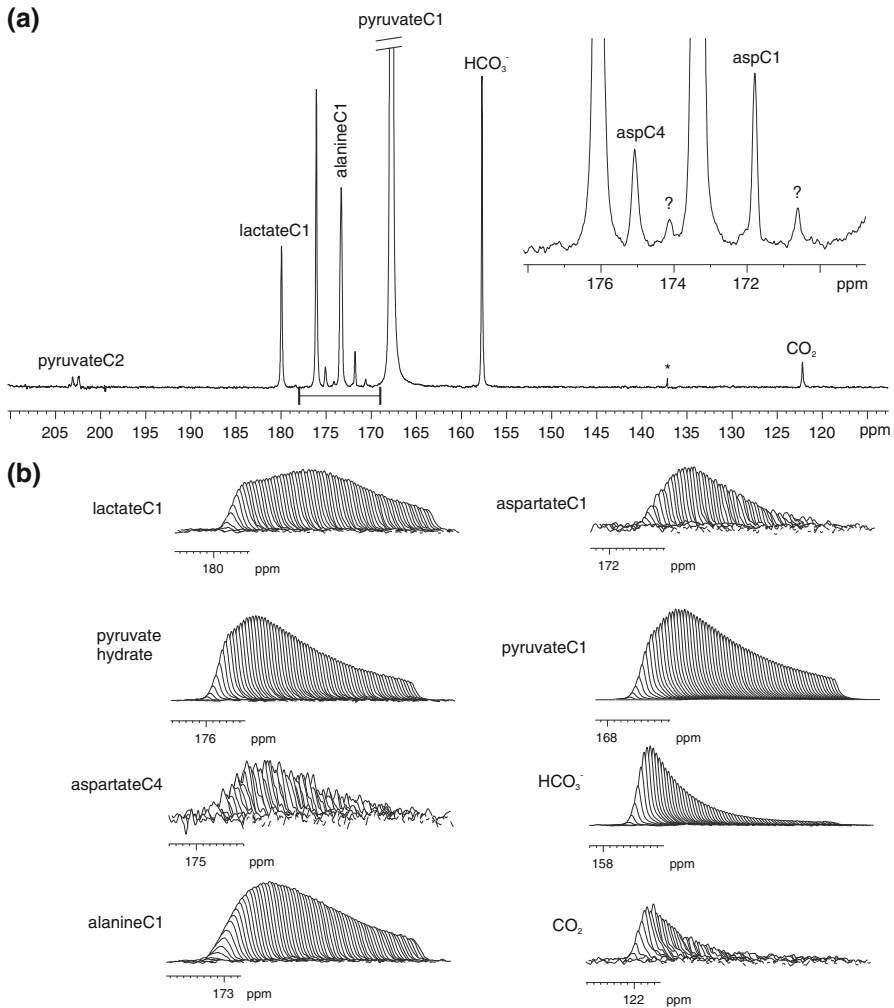 (a)
pyruvateC1
HCO₃⁻
alanineC1
lactateC1
pyruvateC2
*
CO₂
205 200 195 190 185 180 175 170 165 160 155 150 145 140 135 130 125 120 ppm
aspC1
aspC4
?
?
176 174 172 ppm
(b)
lactateC1
180 ppm
aspartateC1
172 ppm
pyruvate
hydrate
176 ppm
pyruvateC1
168 ppm
aspartateC4
175 ppm
HCO₃⁻
158 ppm
alanineC1
173 ppm
CO₂
122 ppm